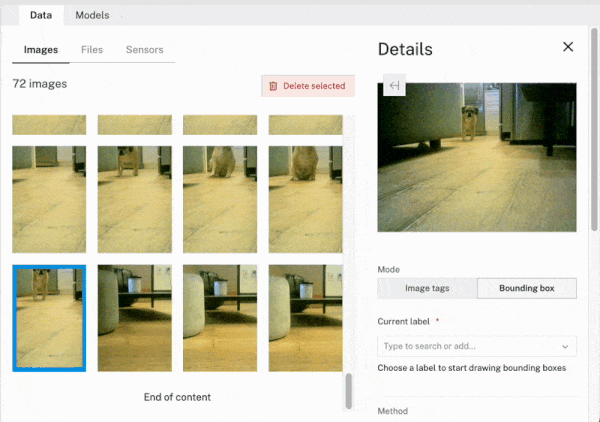 Data Models
Images Files Sensors
72 images
Delete selected
End of content
Details
Mode
Image tags Bounding box
Current label *
Type to search or add...
Choose a label to start drawing bounding boxes
Method